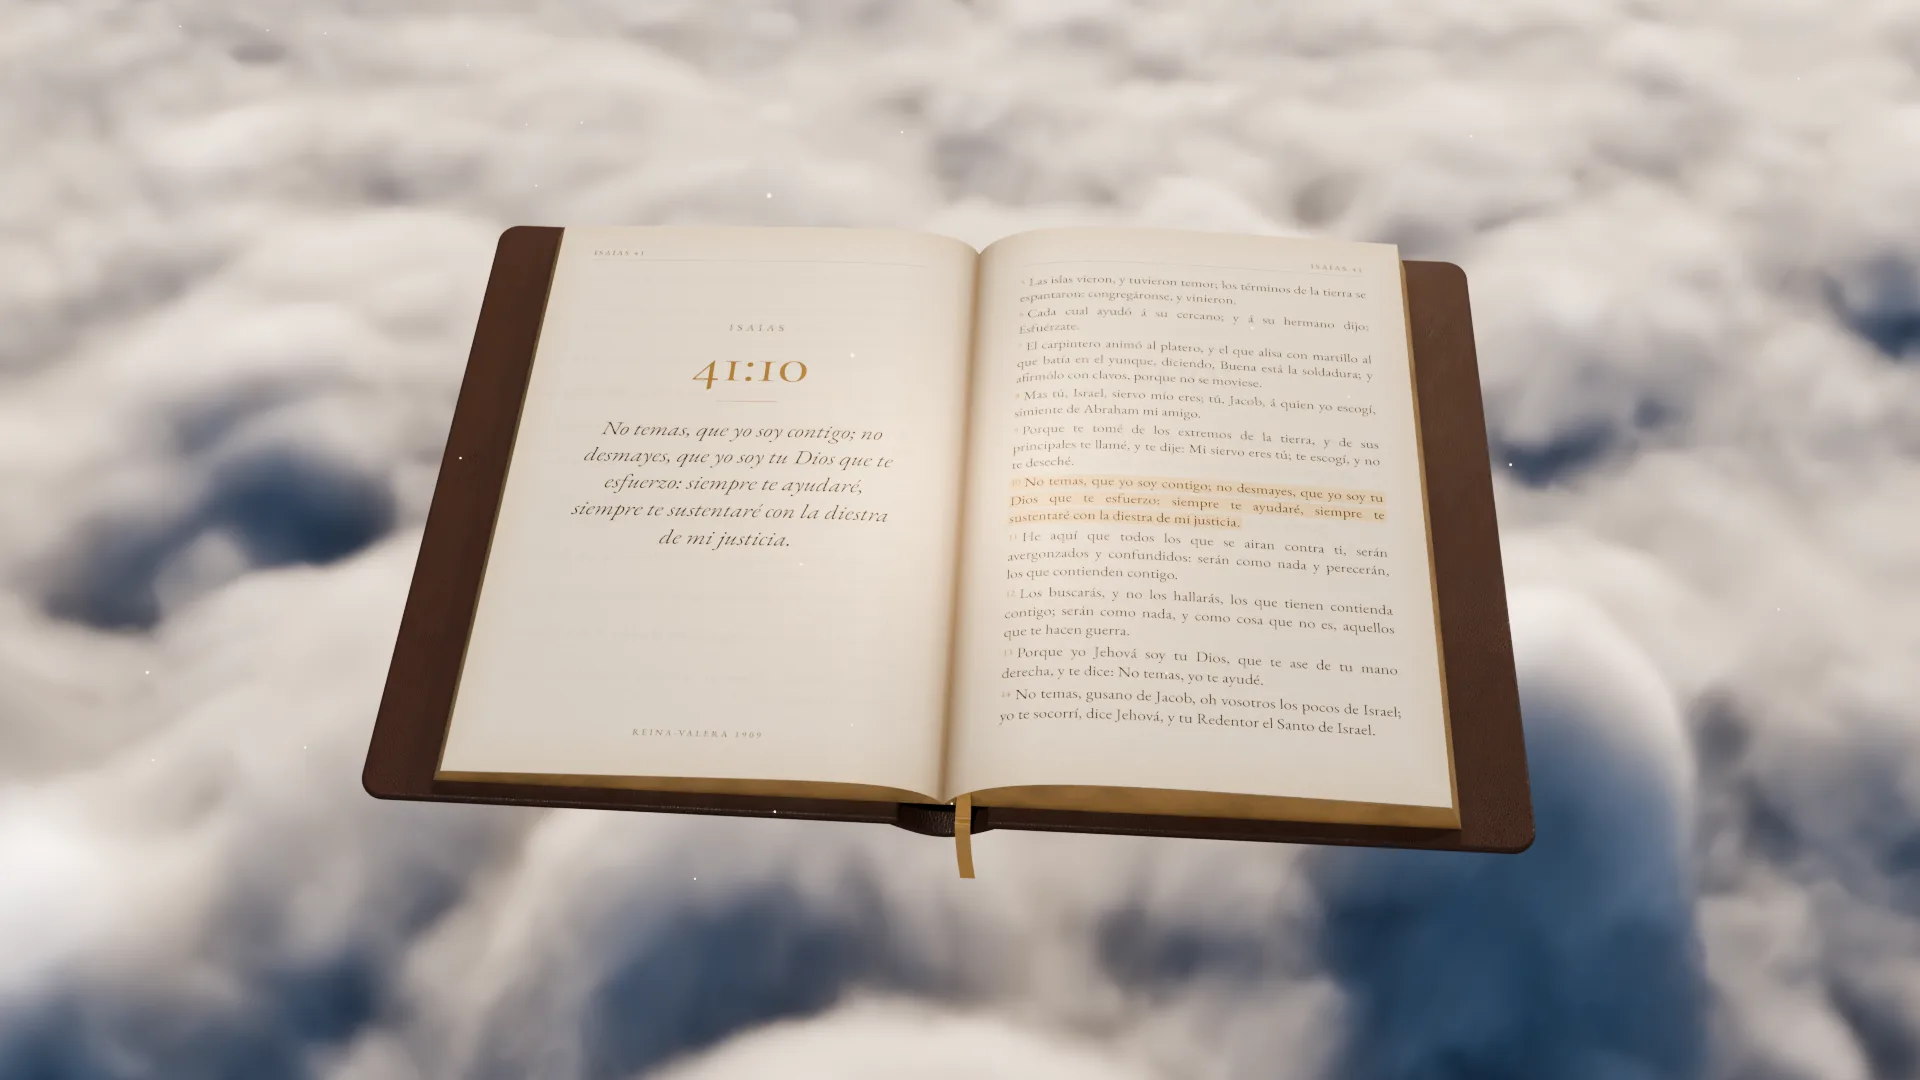 ISAÍAS 41
ISAÍAS
41:10
No temas, que yo soy contigo; no
desmayes, que yo soy tu Dios que te
esfuerzo: siempre te ayudaré,
siempre te sustentaré con la diestra
de mi justicia.
REINA-VALERA 1909
ISAÍAS 41
5 Las islas vieron, y tuvieron temor; los términos de la tierra se
espantaron: congregáronse, y vinieron.
6 Cada cual ayudó á su cercano; y á su hermano dijo:
Esfuérzate.
7 El carpintero animó al platero, y el que alisa con martillo al
que batía en el yunque, diciendo, Buena está la soldadura; y
afirmólo con clavos, porque no se moviese.
8 Mas tú, Israel, siervo mío eres; tú, Jacob, á quien yo escogí,
simiente de Abraham mi amigo.
9 Porque te tomé de los extremos de la tierra, y de sus
principales te llamé, y te dije: Mi siervo eres tú; te escogí, y no
te deseché.
10 No temas, que yo soy contigo; no desmayes, que yo soy tu
Dios que te esfuerzo: siempre te ayudaré, siempre te
sustentaré con la diestra de mi justicia.
11 He aquí que todos los que se airan contra ti, serán
avergonzados y confundidos: serán como nada y perecerán,
los que contienden contigo.
12 Los buscarás, y no los hallarás, los que tienen contienda
contigo; serán como nada, y como cosa que no es, aquellos
que te hacen guerra.
13 Porque yo Jehová soy tu Dios, que te ase de tu mano
derecha, y te dice: No temas, yo te ayudé.
14 No temas, gusano de Jacob, oh vosotros los pocos de Israel;
yo te socorrí, dice Jehová, y tu Redentor el Santo de Israel.